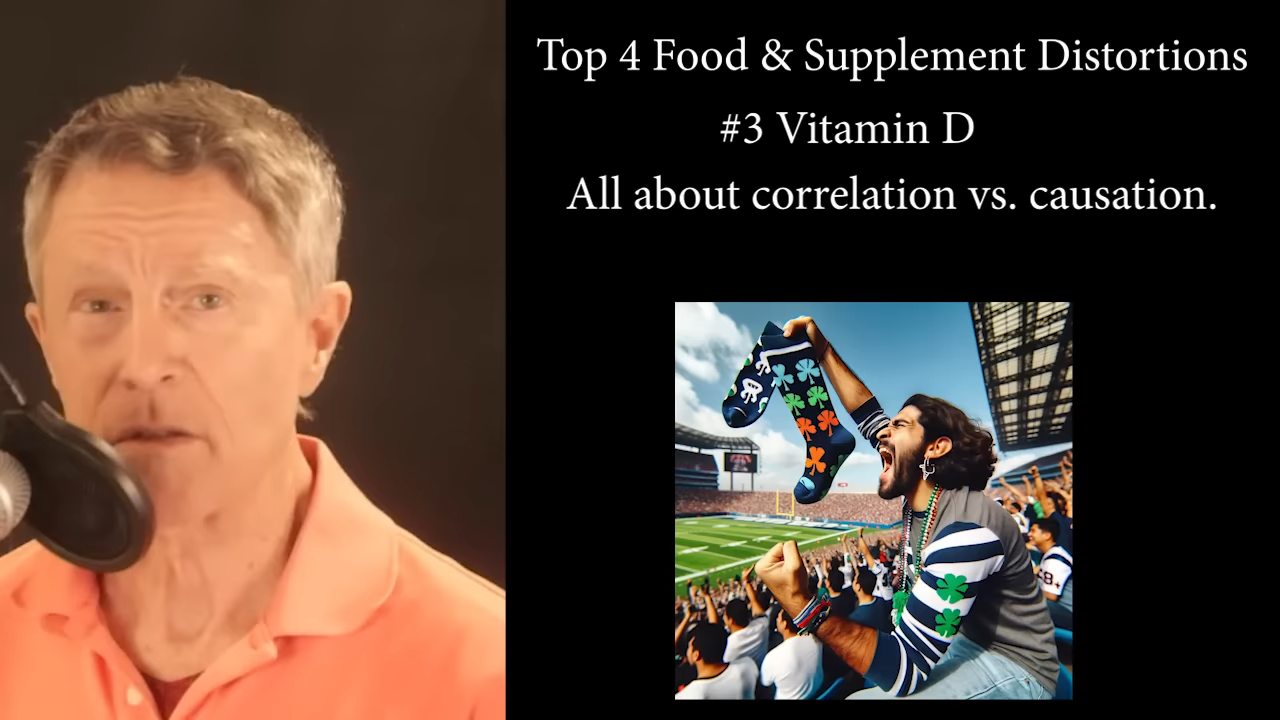 Top 4 Food & Supplement Distortions
#3 Vitamin D
All about correlation vs. causation.